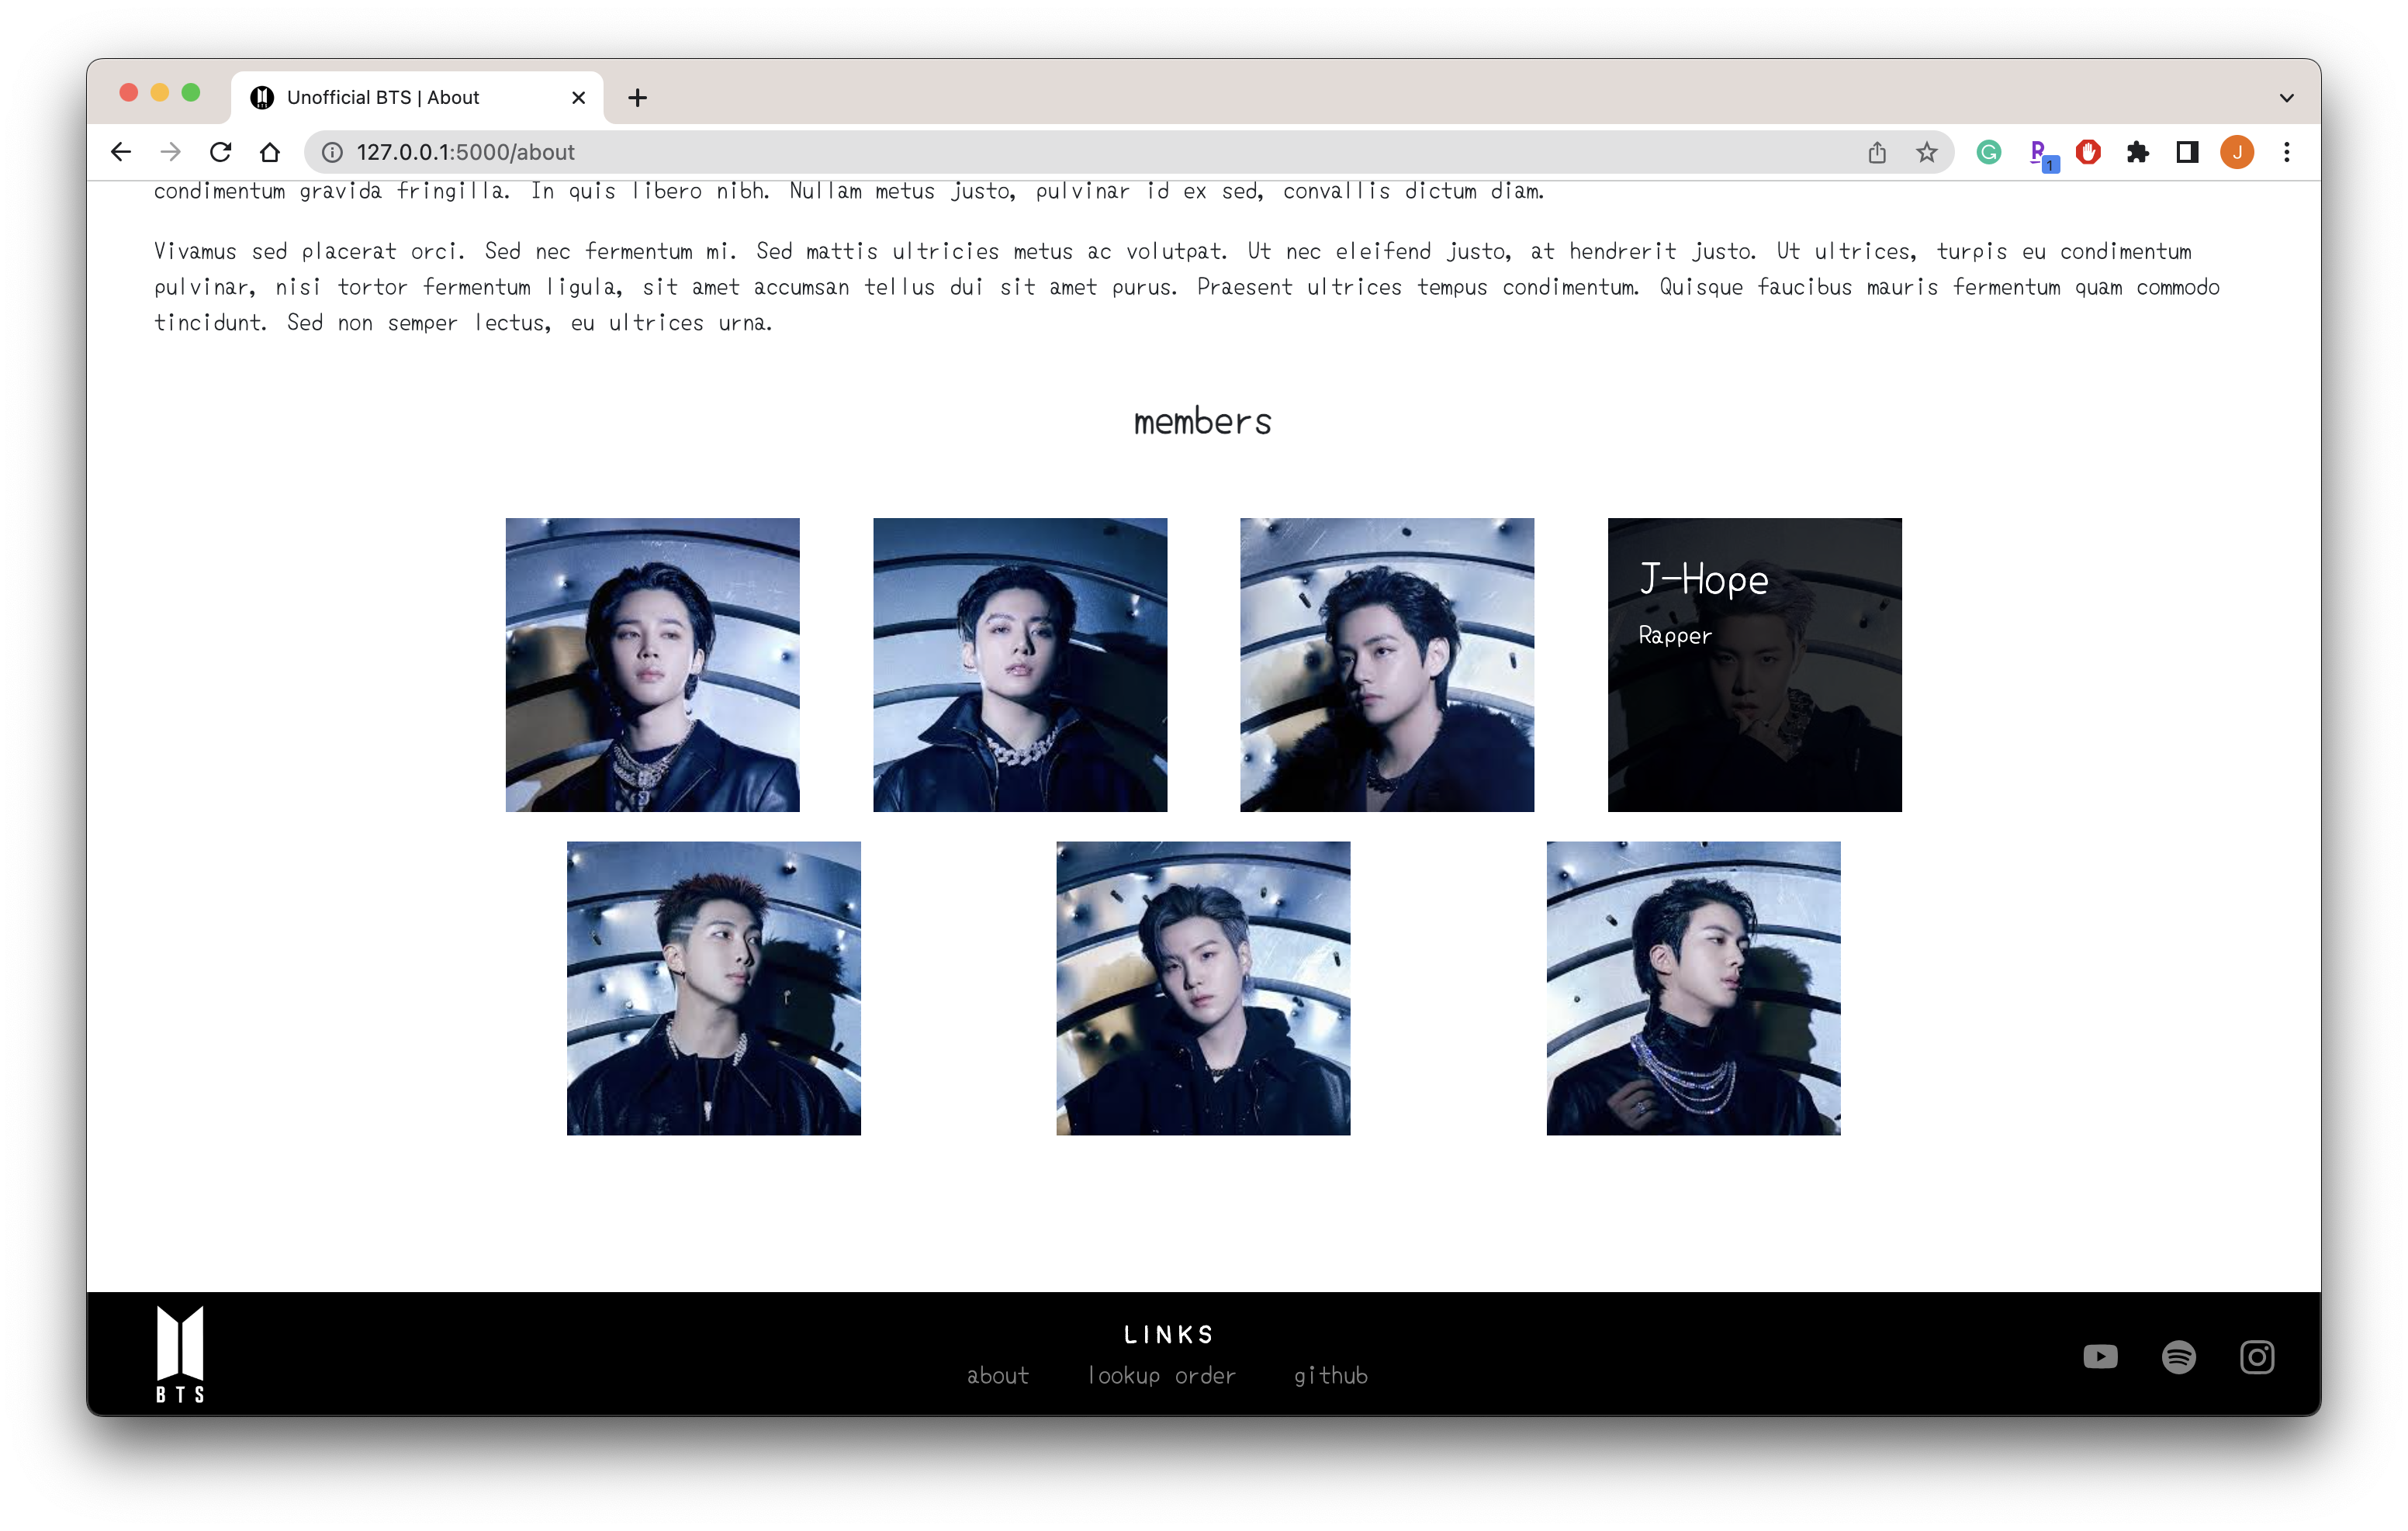 Unofficial BTS | About
127.0.0.1:5000/about
1
J
condimentum gravida fringilla. In quis libero nibh. Nullam metus justo, pulvinar id ex sed, convallis dictum diam.
Vivamus sed placerat orci. Sed nec fermentum mi. Sed mattis ultricies metus ac volutpat. Ut nec eleifend justo, at hendrerit justo. Ut ultrices, turpis eu condimentum
pulvinar, nisi tortor fermentum ligula, sit amet accumsan tellus dui sit amet purus. Praesent ultrices tempus condimentum. Quisque faucibus mauris fermentum quam commodo
tincidunt. Sed non semper lectus, eu ultrices urna.
members
J-Hope
Rapper
BTS
LINKS
about lookup order github